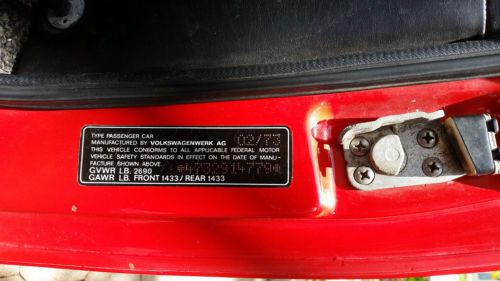 TYPE PASSENGER CAR
MANUFACTURED BY VOLKSWAGENWERK AG 02/73
THIS VEHICLE CONFORMS TO ALL APPLICABLE FEDERAL MOTOR
VEHICLE SAFETY STANDARDS IN EFFECT ON THE DATE OF MANU-
FACTURE SHOWN ABOVE.
GVWR LB. 2690 *4732914779*
GAWR LB. FRONT 1433/ REAR 1433